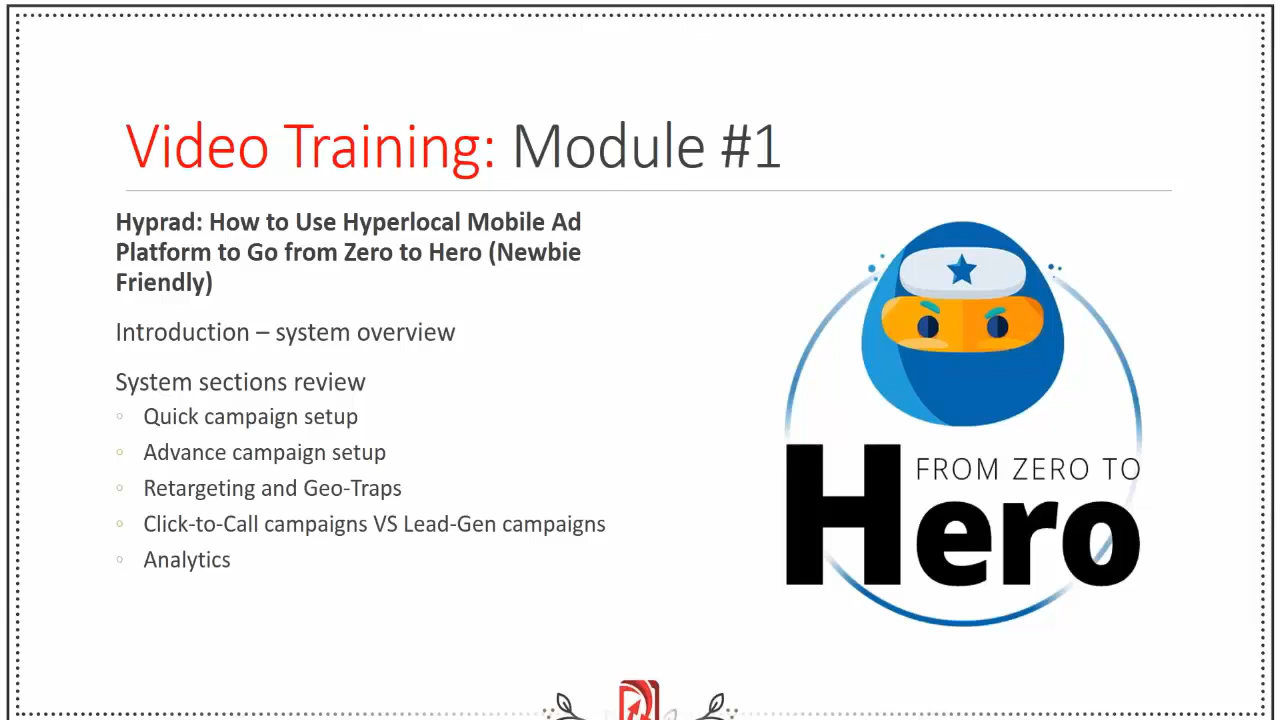 Video Training: Module #1
Hyprad: How to Use Hyperlocal Mobile Ad
Platform to Go from Zero to Hero (Newbie
Friendly)
Introduction – system overview
System sections review
◦ Quick campaign setup
◦ Advance campaign setup
◦ Retargeting and Geo-Traps
◦ Click-to-Call campaigns VS Lead-Gen campaigns
◦ Analytics
FROM ZERO TO
Hero